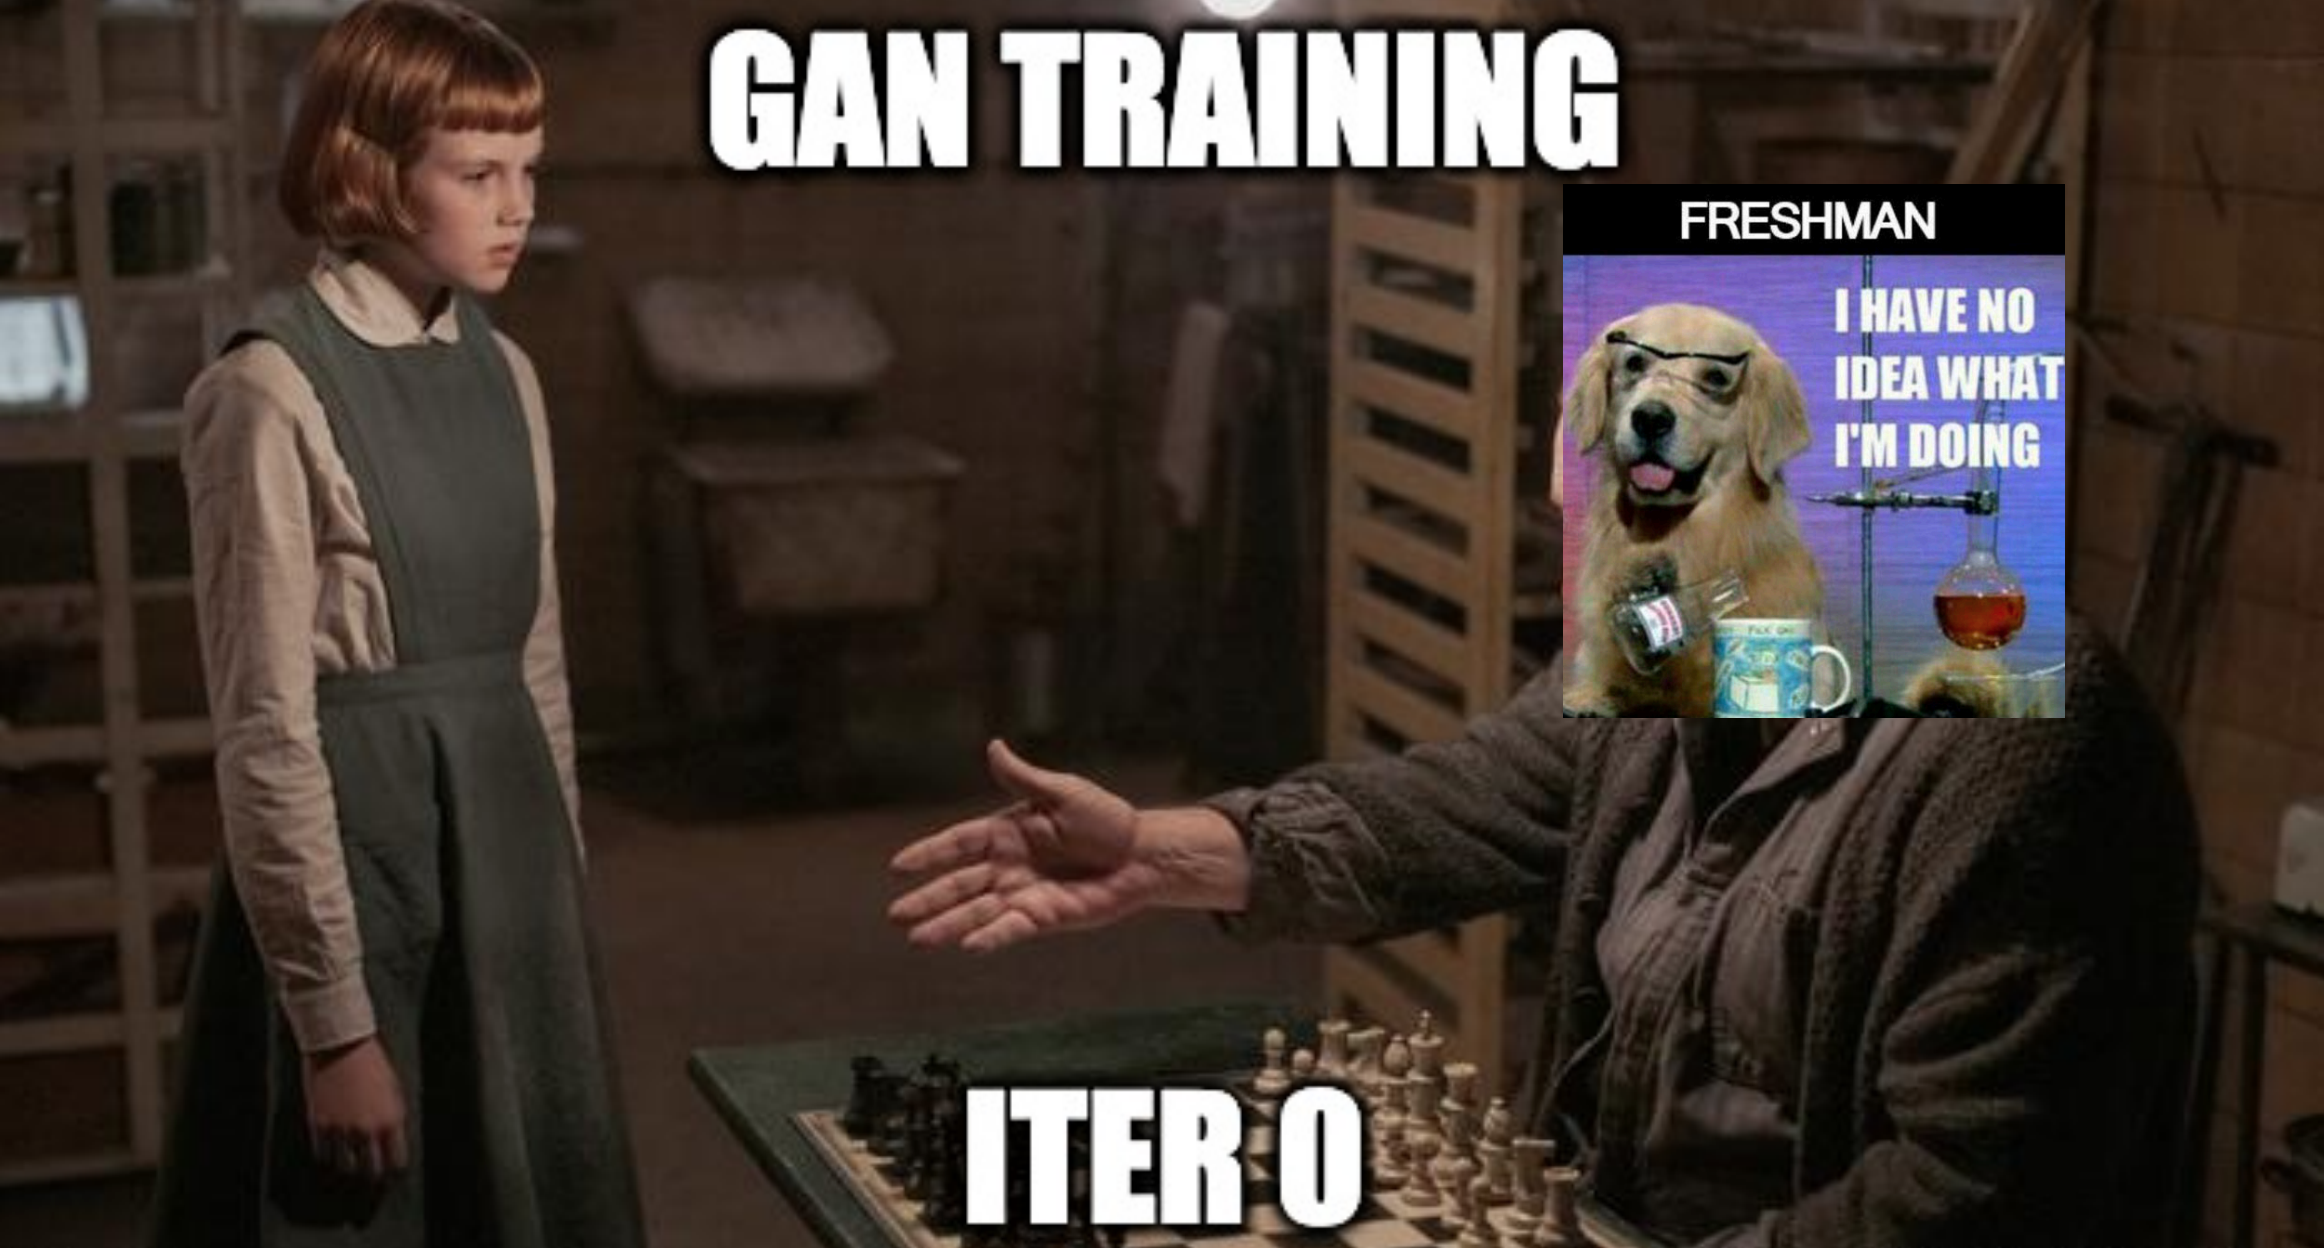 GAN TRAINING
FRESHMAN
I HAVE NO
IDEA WHAT
I'M DOING
ITER 0